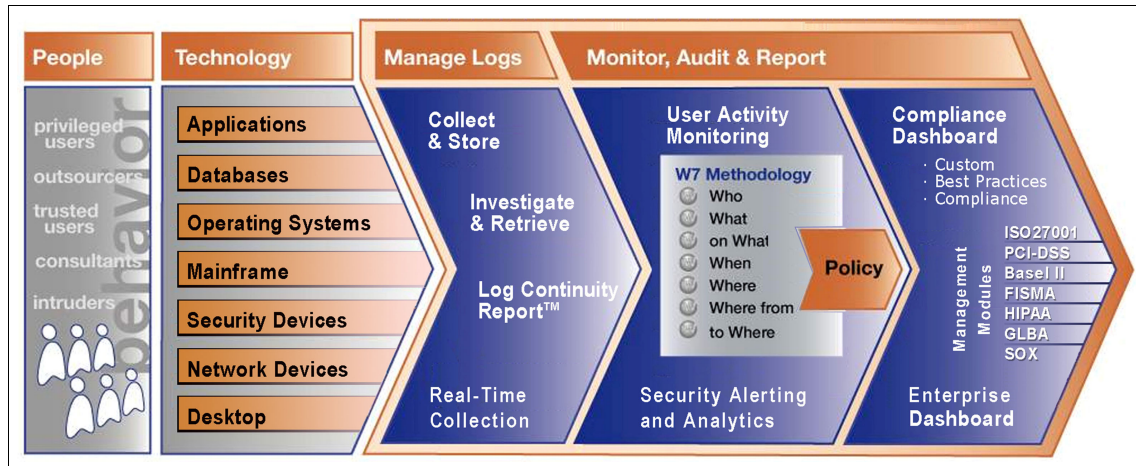 People
privileged
users
outsourcers
trusted
users
consultants
intruders
behavior
Technology
Applications
Databases
Operating Systems
Mainframe
Security Devices
Network Devices
Desktop
Manage Logs
Collect
& Store
Investigate
& Retrieve
Log Continuity
Report™
Real-Time
Collection
Monitor, Audit & Report
User Activity
Monitoring
W7 Methodology
Who
What
on What
When
Where
Where from
to Where
Policy
Security Alerting
and Analytics
Compliance
Dashboard
· Custom
· Best Practices
· Compliance
Management
Modules
ISO27001
PCI-DSS
Basel II
FISMA
HIPAA
GLBA
SOX
Enterprise
Dashboard